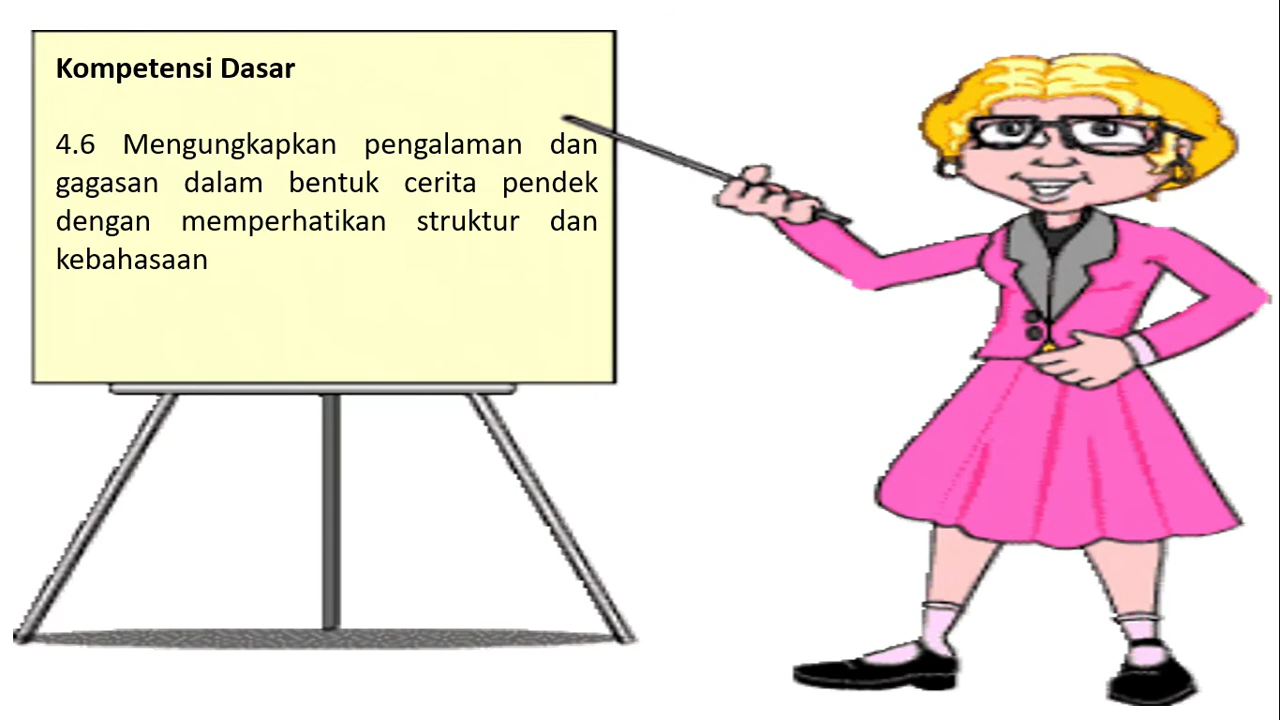 Kompetensi Dasar
4.6 Mengungkapkan pengalaman dan
gagasan dalam bentuk cerita pendek
dengan memperhatikan struktur dan
kebahasaan